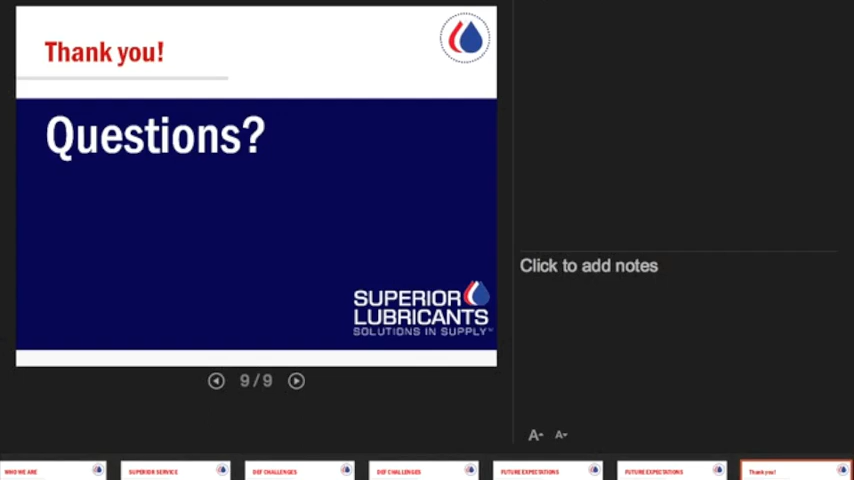 Thank you!
Questions?
SUPERIOR
LUBRICANTS
SOLUTIONS IN SUPPLY
9/9
Click to add notes
A A
WHO WE ARE
SUPERIOR SERVICE
DEF CHALLENGES
DEF CHALLENGES
FUTURE EXPECTATIONS
FUTURE EXPECTATIONS
Thank you!